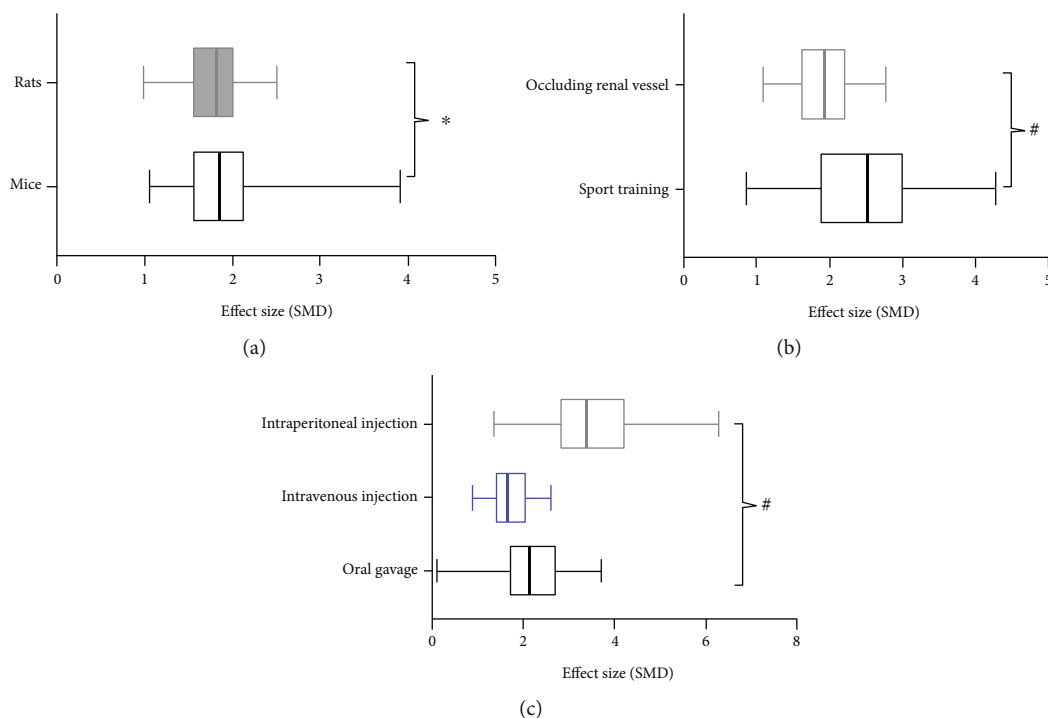 Rats
Mice
*
0 1 2 3 4 5
Effect size (SMD)
(a)
Occluding renal vessel
Sport training
#
0 1 2 3 4 5
Effect size (SMD)
(b)
Intraperitoneal injection
Intravenous injection
Oral gavage
#
0 2 4 6 8
Effect size (SMD)
(c)